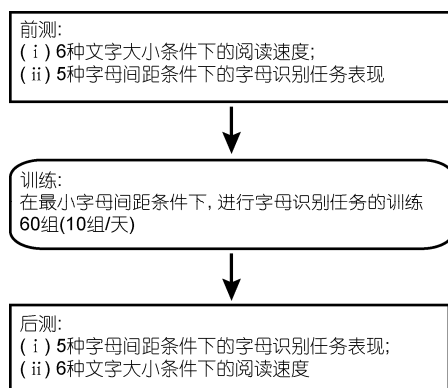 前测:
(ⅰ) 6种文字大小条件下的阅读速度;
(ⅱ) 5种字母间距条件下的字母识别任务表现
训练:
在最小字母间距条件下, 进行字母识别任务的训练
60组(10组/天)
后测:
(ⅰ) 5种字母间距条件下的字母识别任务表现;
(ⅱ) 6种文字大小条件下的阅读速度